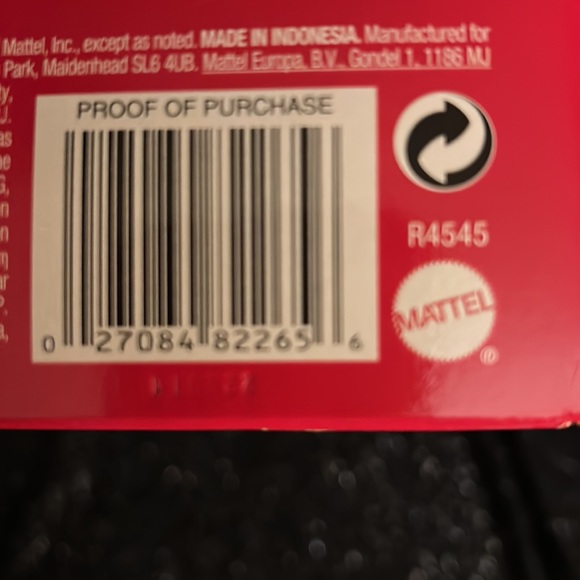 Mattel, Inc., except as noted. MADE IN INDONESIA. Manufactured for
Park, Maidenhead SL6 4UB. Mattel Europa, B.V., Gondel 1, 1186 MJ
PROOF OF PURCHASE
0 27084 82265 6
R4545
MATTEL
®